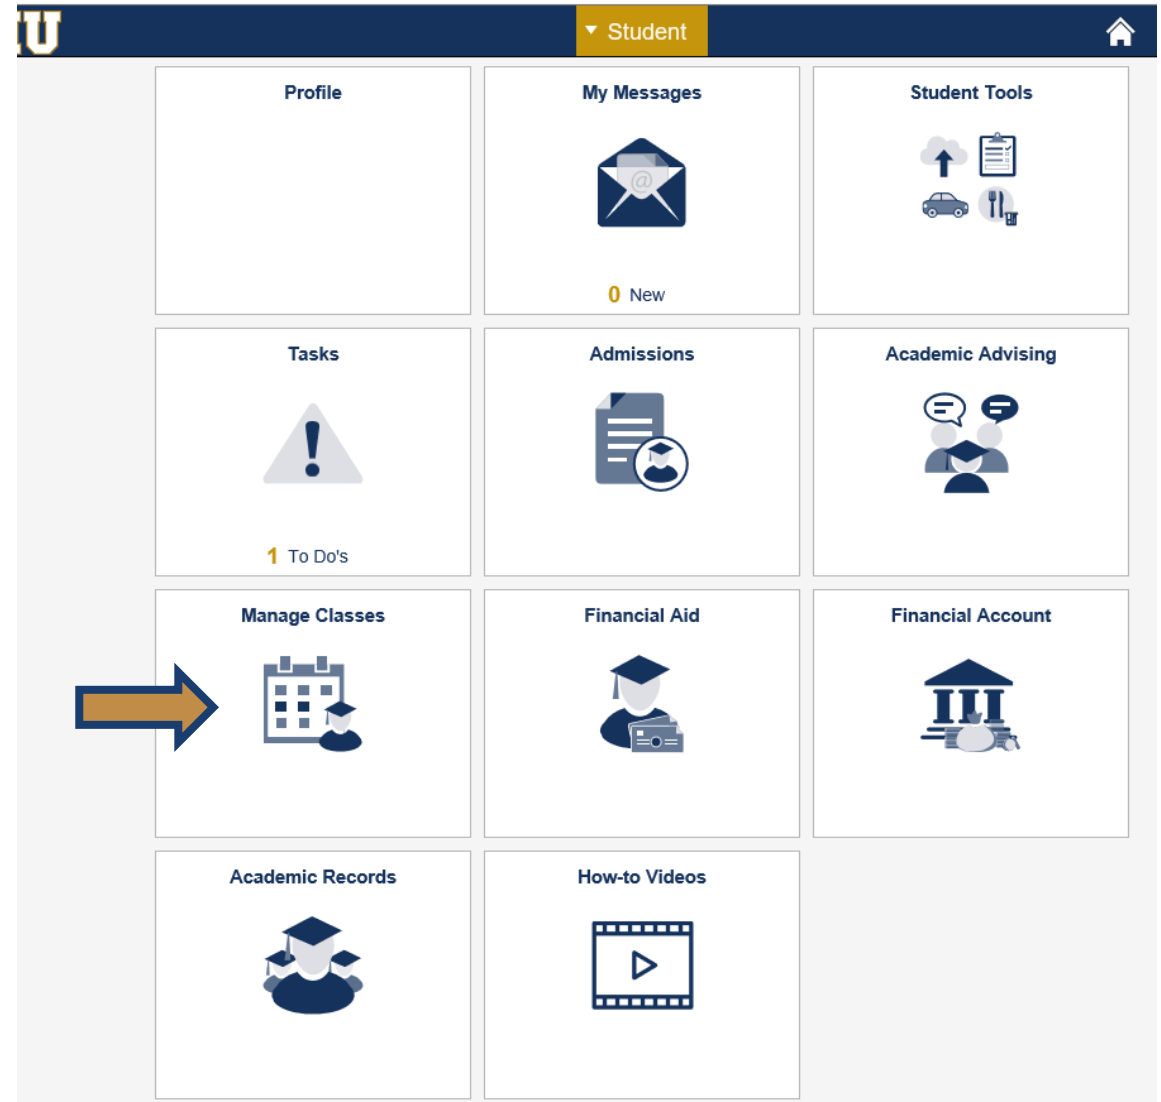 U
Student
Profile
My Messages
Student Tools
@
0 New
Tasks
Admissions
Academic Advising
!
1 To Do's
Manage Classes
Financial Aid
Financial Account
Academic Records
How-to Videos